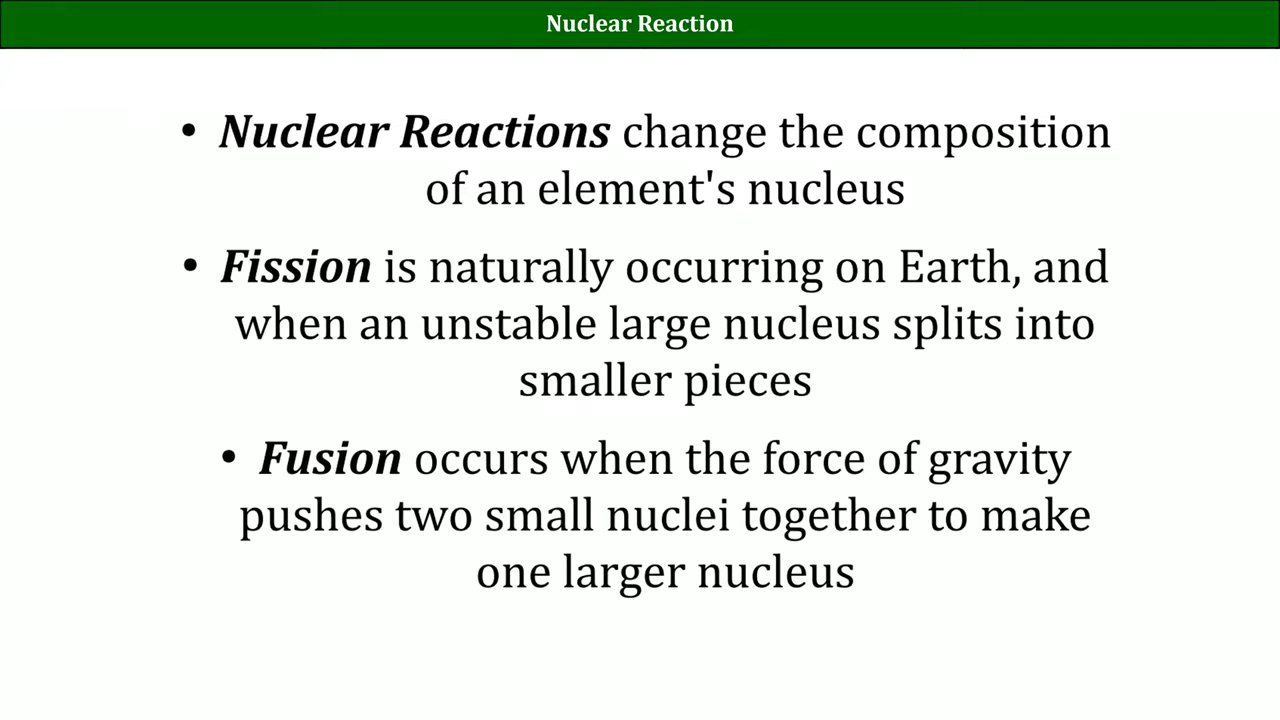 Nuclear Reaction
• Nuclear Reactions change the composition
of an element's nucleus
• Fission is naturally occurring on Earth, and
when an unstable large nucleus splits into
smaller pieces
• Fusion occurs when the force of gravity
pushes two small nuclei together to make
one larger nucleus